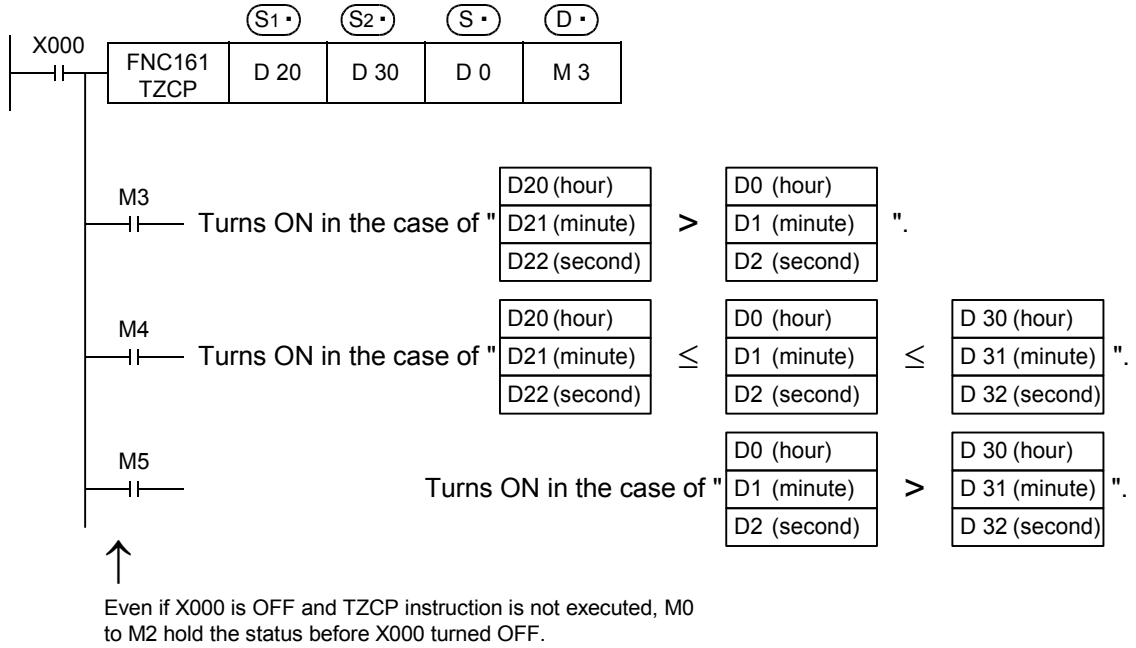 S1· S2· S· D·
X000
FNC161 TZCP D 20 D 30 D 0 M 3
M3
Turns ON in the case of " D20 (hour) D21 (minute) D22 (second) > D0 (hour) D1 (minute) D2 (second) ".
M4
Turns ON in the case of " D20 (hour) D21 (minute) D22 (second) ≤ D0 (hour) D1 (minute) D2 (second) ≤ D 30 (hour) D 31 (minute) D 32 (second) ".
M5
Turns ON in the case of " D0 (hour) D1 (minute) D2 (second) > D 30 (hour) D 31 (minute) D 32 (second) ".
Even if X000 is OFF and TZCP instruction is not executed, M0
to M2 hold the status before X000 turned OFF.